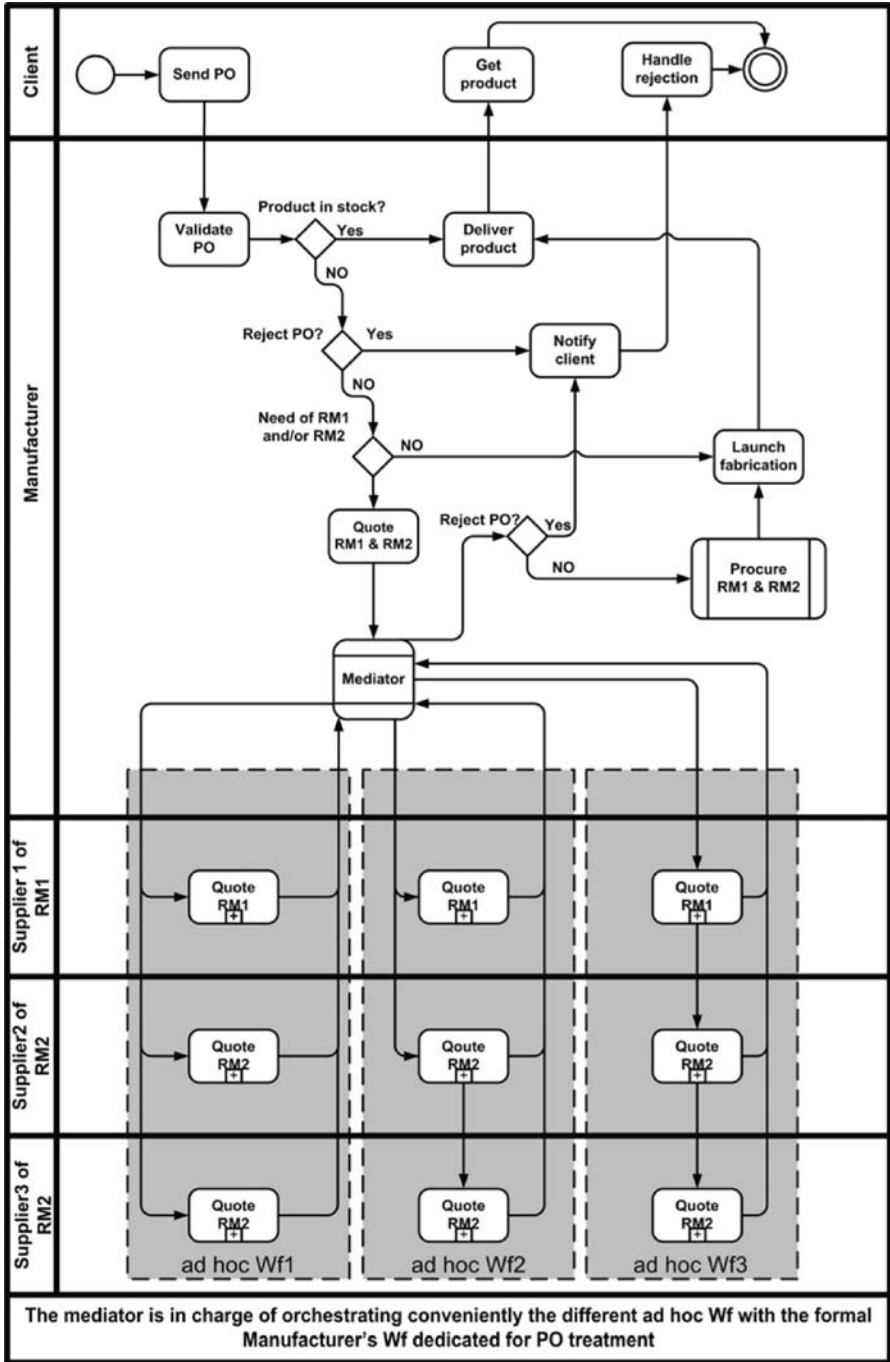 Client
Send PO
Get
product
Handle
rejection
Manufacturer
Validate
PO
Product in stock?
Yes
Deliver
product
NO
Reject PO?
Yes
Notify
client
NO
Need of RM1
and/or RM2
NO
Launch
fabrication
Quote
RM1 & RM2
Reject PO?
Yes
NO
Procure
RM1 & RM2
Mediator
Supplier 1 of
RM1
Quote
RM1
+
Quote
RM1
+
Quote
RM1
+
Supplier2 of
RM2
Quote
RM2
+
Qoute
RM2
+
Quote
RM2
+
Supplier3 of
RM2
Quote
RM2
+
Quote
RM2
+
Quote
RM2
+
ad hoc Wf1
ad hoc Wf2
ad hoc Wf3
The mediator is in charge of orchestrating conveniently the different ad hoc Wf with the formal
Manufacturer's Wf dedicated for PO treatment